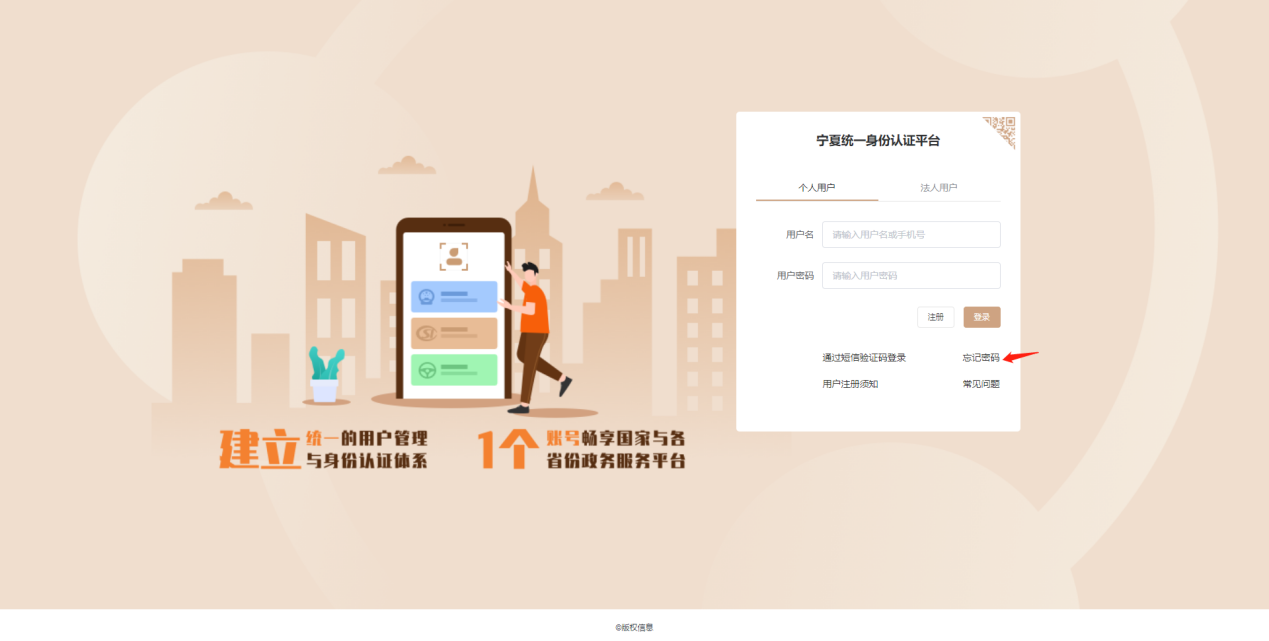 宁夏统一身份认证平台
个人用户
法人用户
用户名
请输入用户名或手机号
用户密码
请输入用户密码
注册
登录
通过短信验证码登录
忘记密码
用户注册须知
常见问题
建立
统一的用户管理
与身份认证体系
1个
账号畅享国家与各
省份政务服务平台
©版权信息